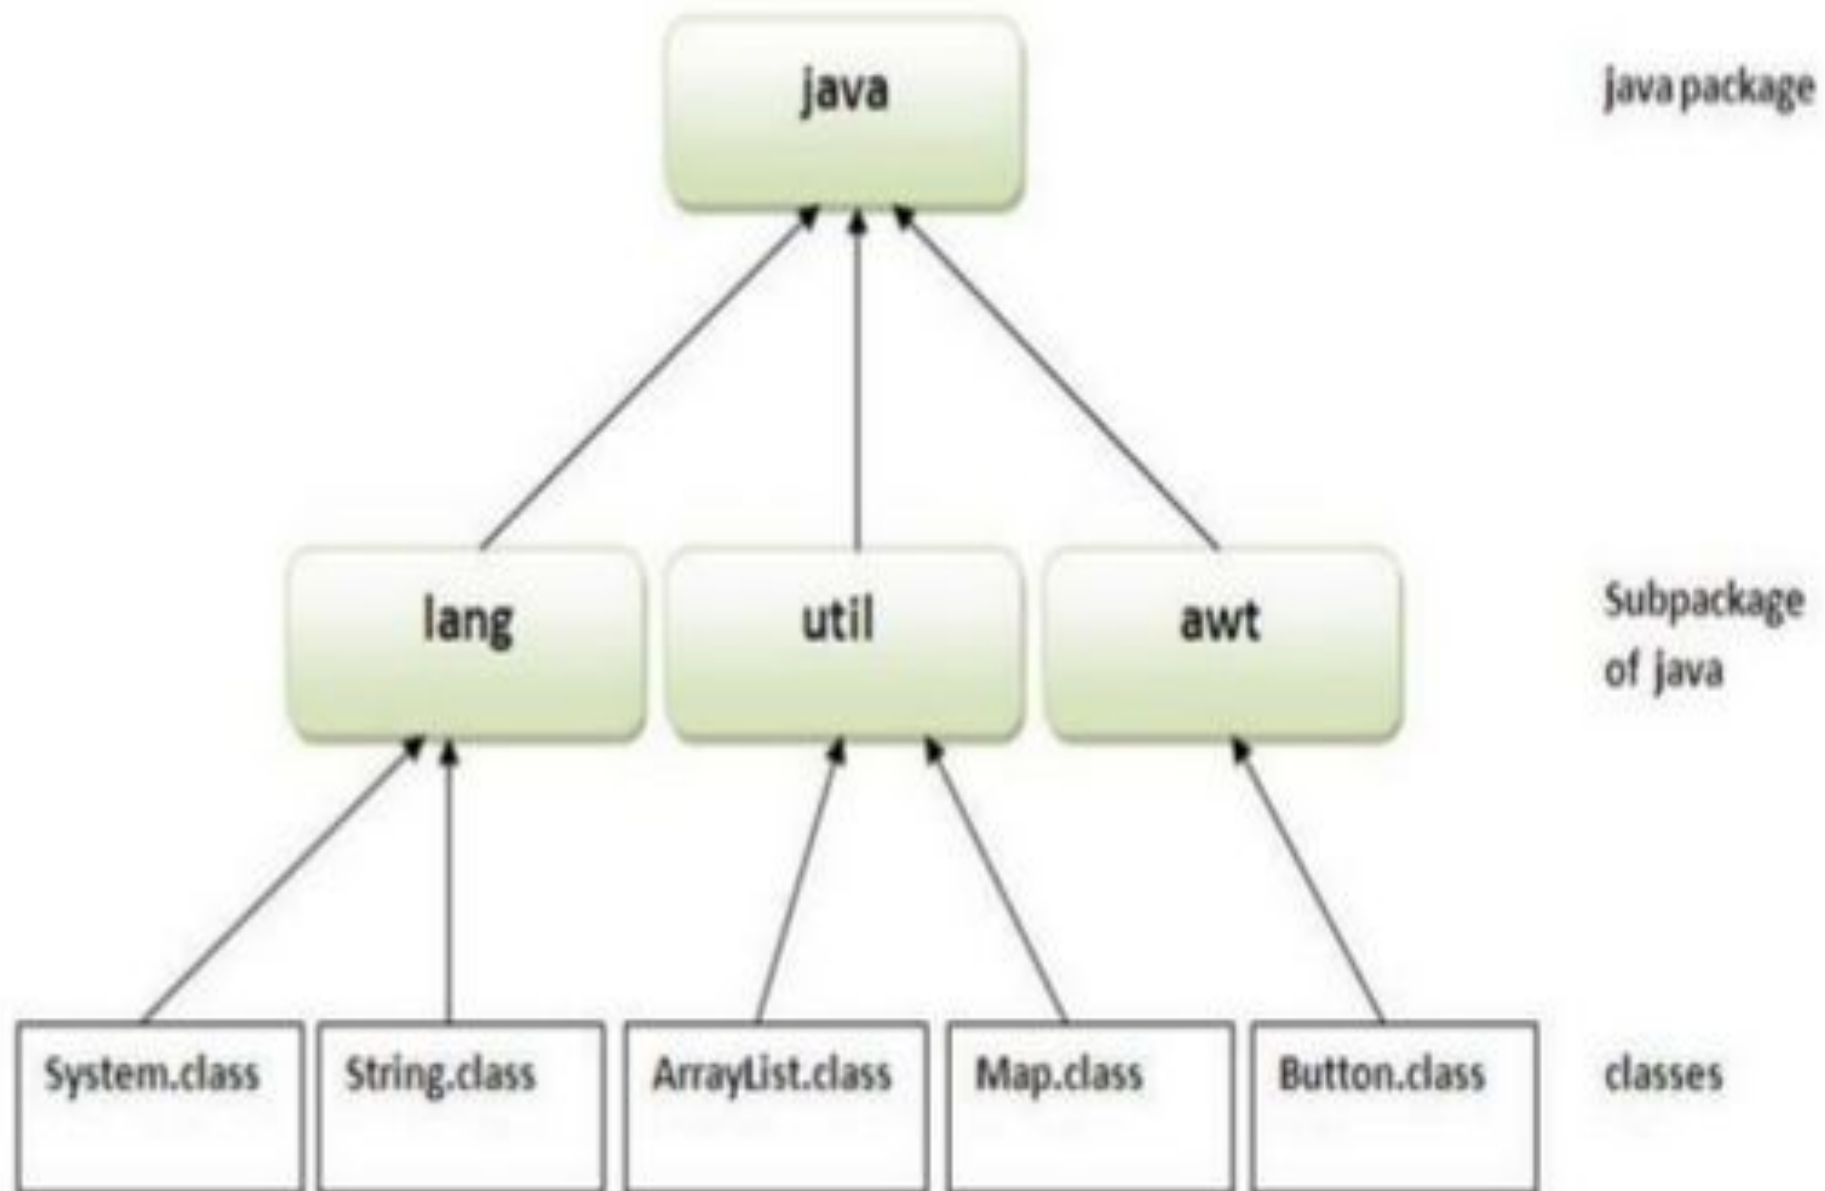 java
java package
lang
util
awt
Subpackage
of java
System.class
String.class
ArrayList.class
Map.class
Button.class
classes